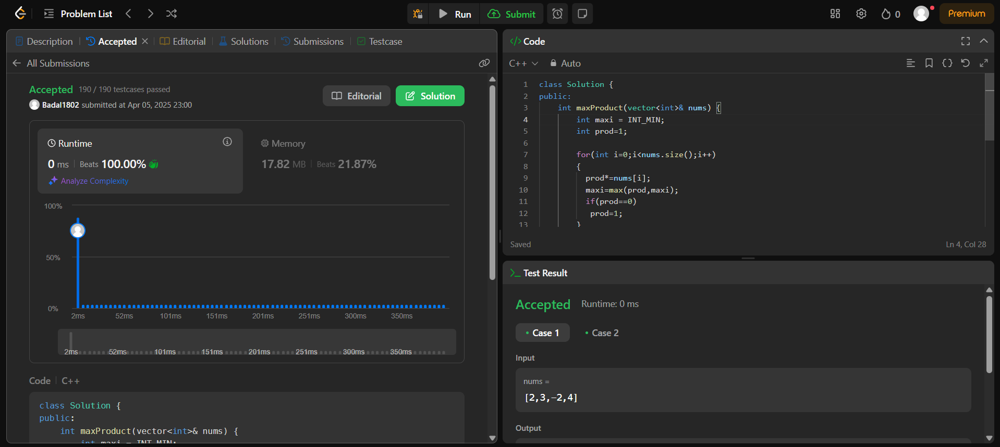 Problem List
Run
Submit
0
Premium
Description
Accepted
Editorial
Solutions
Submissions
Testcase
All Submissions
Accepted 190 / 190 testcases passed
Badal1802 submitted at Apr 05, 2025 23:00
Editorial
Solution
Runtime
0 ms Beats 100.00%
Analyze Complexity
Memory
17.82 MB Beats 21.87%
100%
50%
0%
2ms 52ms 101ms 151ms 201ms 251ms 300ms 350ms
2ms 52ms 101ms 151ms 201ms 251ms 300ms 350ms
Code C++
class Solution {
public:
int maxProduct(vector<int>& nums) {
int maxi = INT_MIN;
</> Code
C++ Auto
1 class Solution {
2 public:
3 int maxProduct(vector<int>& nums) {
4 int maxi = INT_MIN;
5 int prod=1;
6
7 for(int i=0;i<nums.size();i++)
8 {
9 prod*=nums[i];
10 maxi=max(prod,maxi);
11 if(prod==0)
12 prod=1;
13 }
Saved Ln 4, Col 28
Test Result
Accepted Runtime: 0 ms
Case 1 Case 2
Input
nums =
[2,3,-2,4]
Output